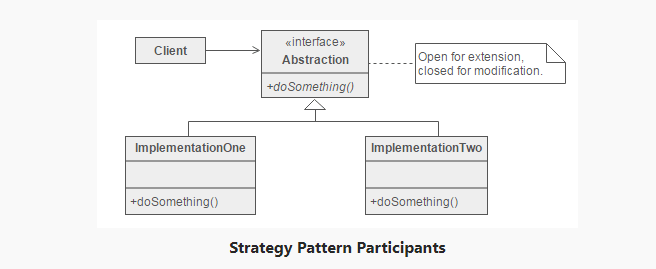 «interface»
Client
Abstraction
+doSomething()
Open for extension,
closed for modification.
ImplementationOne
ImplementationTwo
+doSomething()
+doSomething()
Strategy Pattern Participants